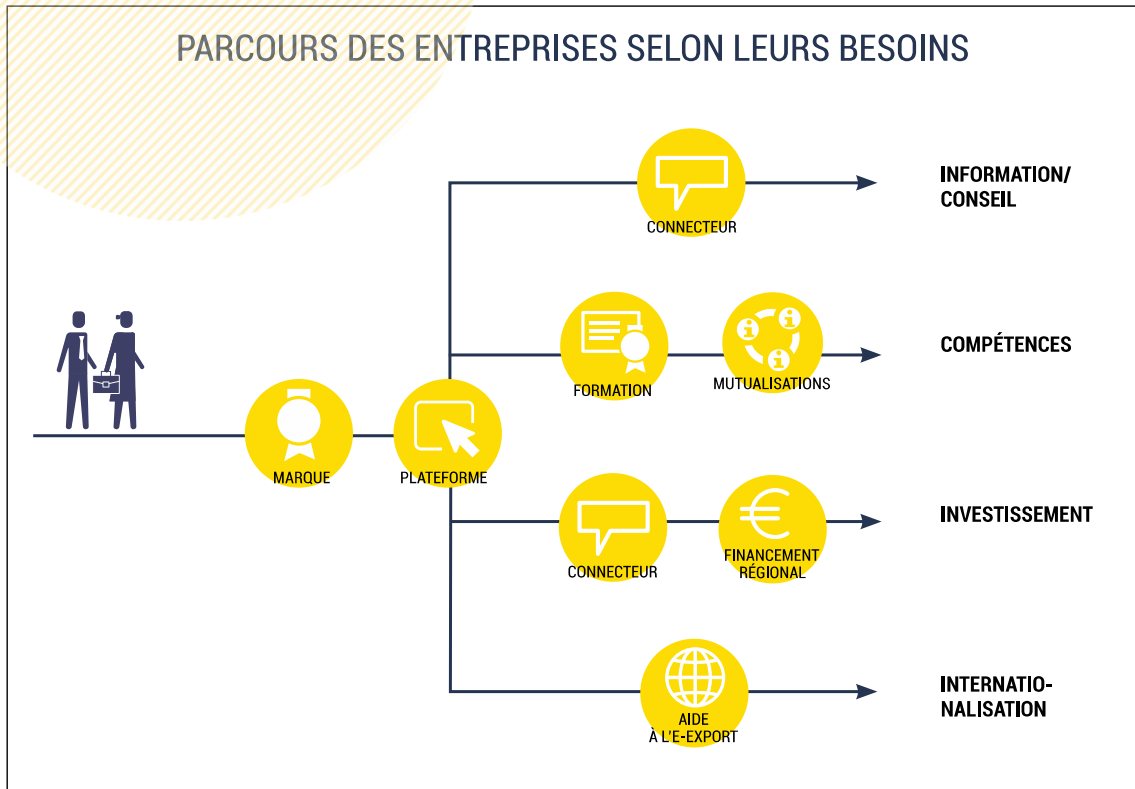 PARCOURS DES ENTREPRISES SELON LEURS BESOINS
CONNECTEUR
INFORMATION/
CONSEIL
FORMATION
MUTUALISATIONS
COMPÉTENCES
MARQUE
PLATEFORME
CONNECTEUR
FINANCEMENT
RÉGIONAL
INVESTISSEMENT
AIDE
À L'E-EXPORT
INTERNATIO-
NALISATION